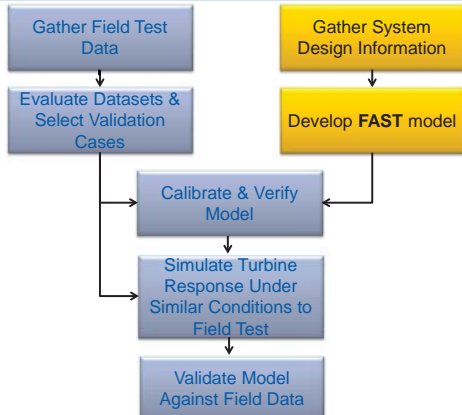 Gather Field Test
Data
Gather System
Design Information
Evaluate Datasets &
Select Validation
Cases
Develop FAST model
Calibrate & Verify
Model
Simulate Turbine
Response Under
Similar Conditions to
Field Test
Validate Model
Against Field Data